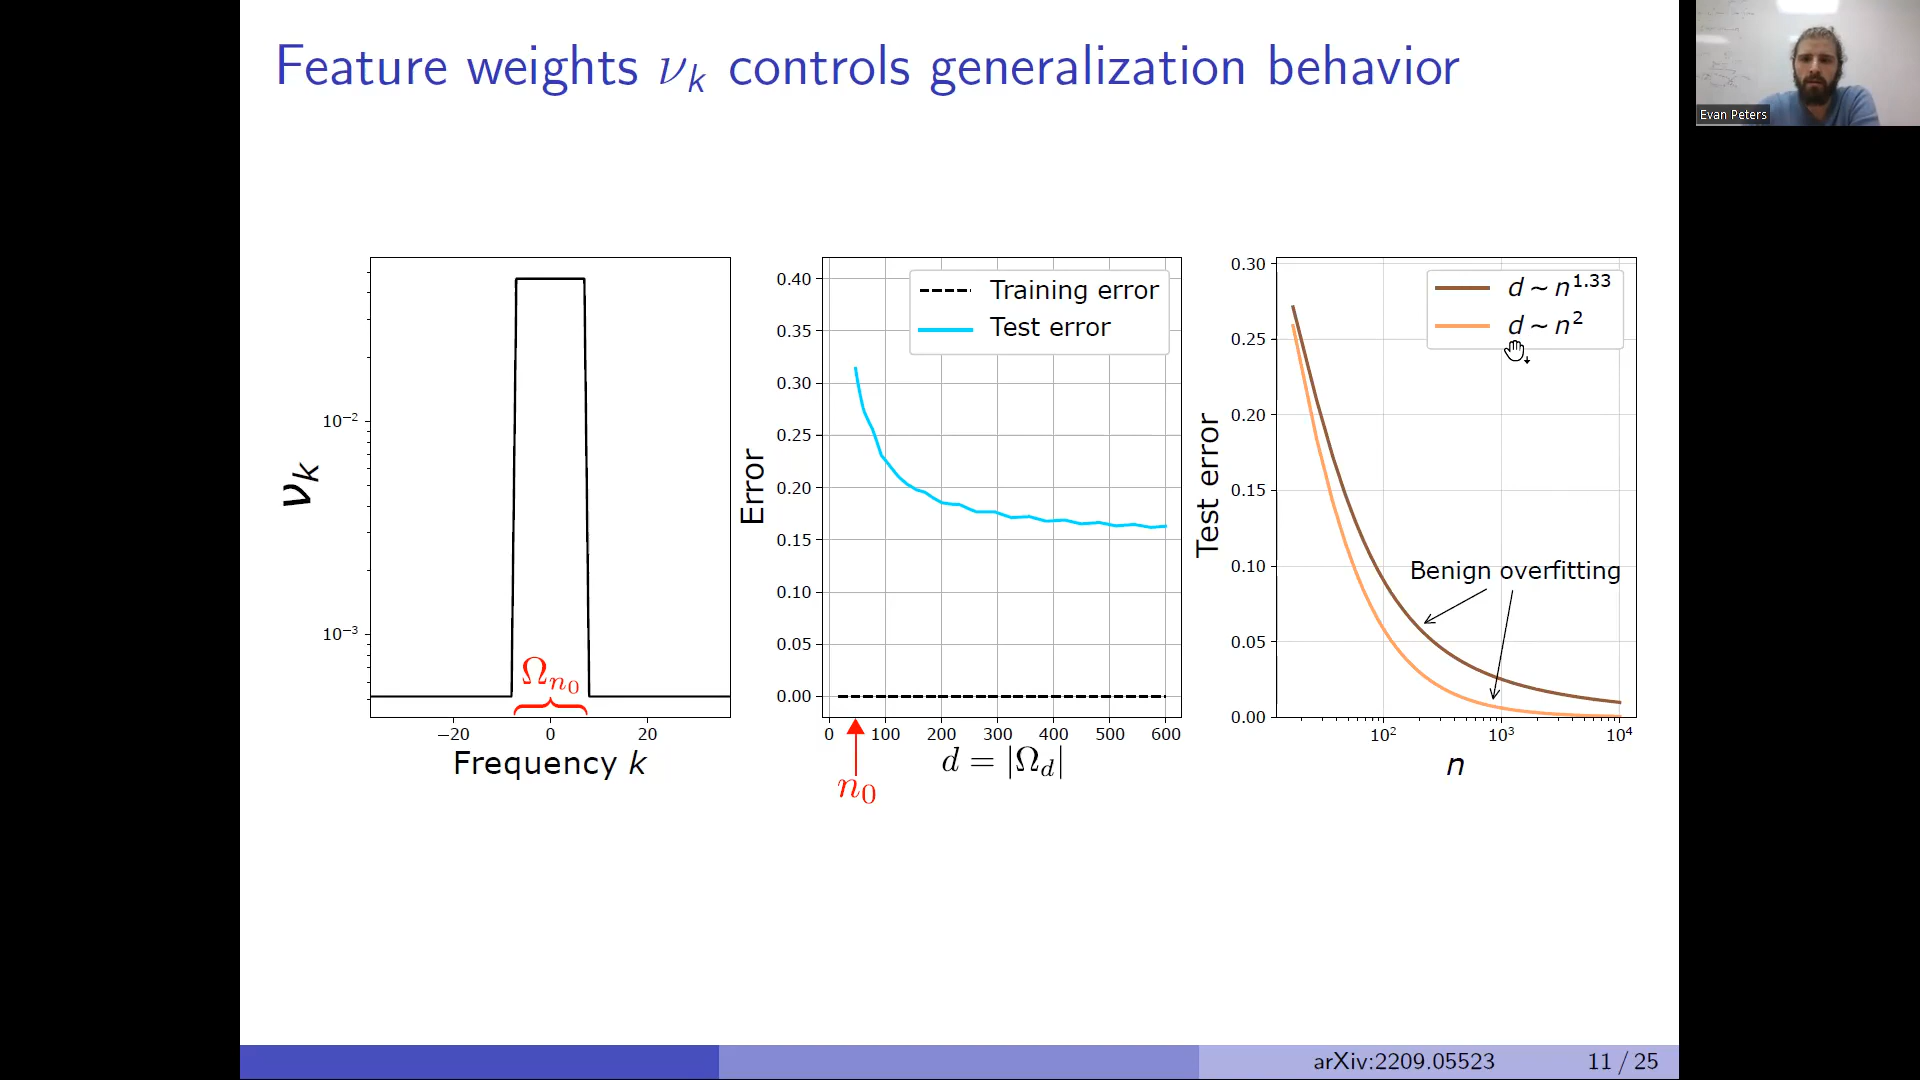 Feature weights νk controls generalization behavior
Evan Peters
νk
10−2
10−3
Ωn0
−20
0
20
Frequency k
Error
0.40
0.35
0.30
0.25
0.20
0.15
0.10
0.05
0.00
Training error
Test error
0
100
200
300
400
500
600
d = |Ωd|
n0
Test error
0.30
0.25
0.20
0.15
0.10
0.05
0.00
d ~ n1.33
d ~ n2
Benign overfitting
102
103
104
n
arXiv:2209.05523
11 / 25